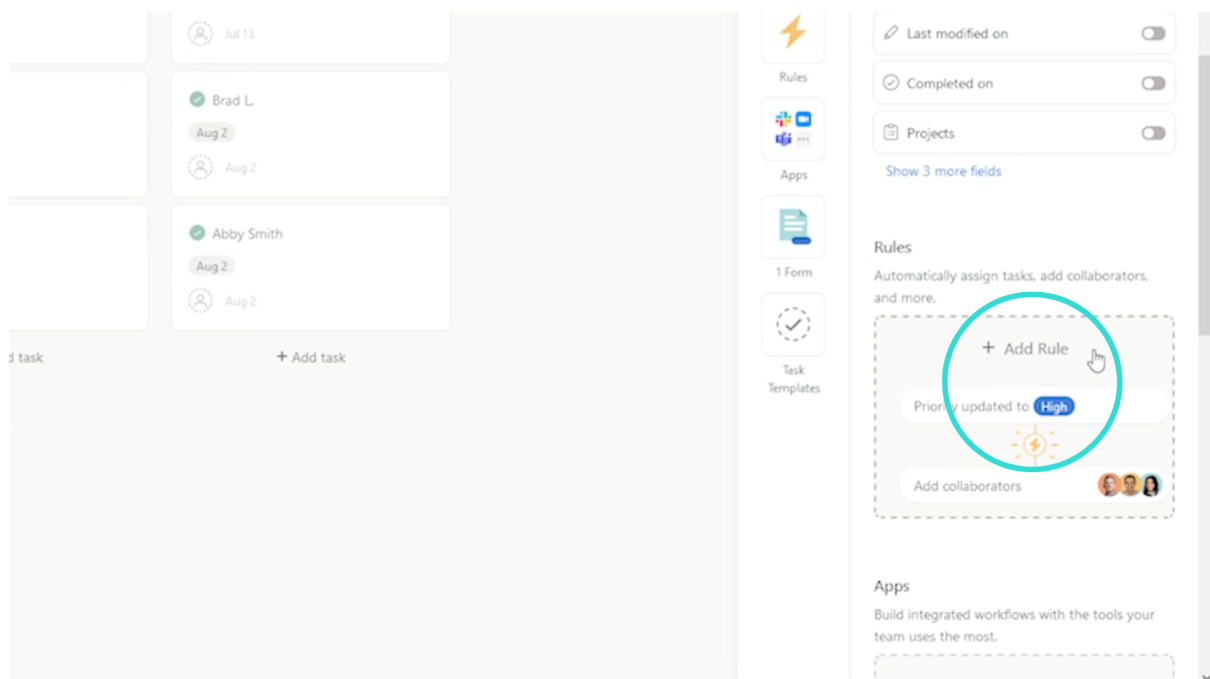 Jul 13
Brad L.
Aug 2
Aug 2
Abby Smith
Aug 2
Aug 2
d task
+ Add task
Rules
Apps
1 Form
Task
Templates
Last modified on
Completed on
Projects
Show 3 more fields
Rules
Automatically assign tasks, add collaborators,
and more.
+ Add Rule
Priority updated to High
Add collaborators
Apps
Build integrated workflows with the tools your
team uses the most.